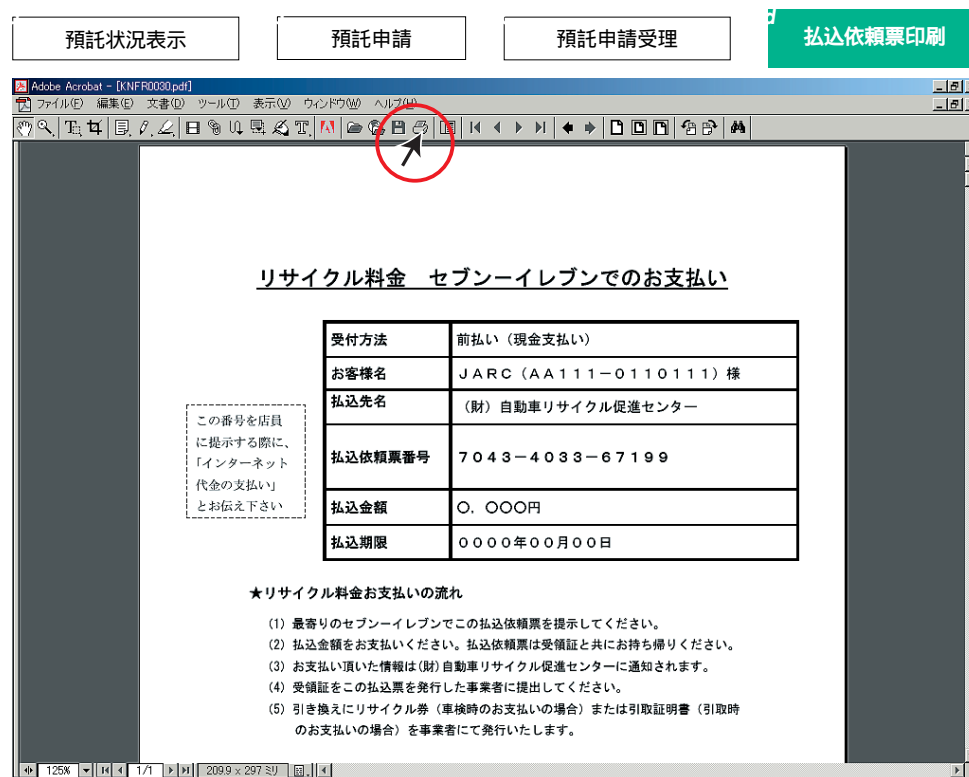 預託状況表示
預託申請
預託申請受理
払込依頼票印刷
Adobe Acrobat - [KNFR0030.pdf]
ファイル(F) 編集(E) 文書(D) ツール(T) 表示(V) ウィンドウ(W) ヘルプ(H)
リサイクル料金 セブンーイレブンでのお支払い
受付方法 前払い（現金支払い）
お客様名 ＪＡＲＣ（ＡＡ１１１－０１１０１１１）様
払込先名 （財）自動車リサイクル促進センター
この番号を店員
に提示する際に、
「インターネット
代金の支払い」
とお伝え下さい
払込依頼票番号 ７０４３－４０３３－６７１９９
払込金額 〇，〇〇〇円
払込期限 ００００年００月００日
★リサイクル料金お支払いの流れ
(1) 最寄りのセブンーイレブンでこの払込依頼票を提示してください。
(2) 払込金額をお支払いください。払込依頼票は受領証と共にお持ち帰りください。
(3) お支払い頂いた情報は(財)自動車リサイクル促進センターに通知されます。
(4) 受領証をこの払込票を発行した事業者に提出してください。
(5) 引き換えにリサイクル券（車検時のお支払いの場合）または引取証明書（引取時
のお支払いの場合）を事業者にて発行いたします。
125% 1/1 209.9 x 297 ミリ